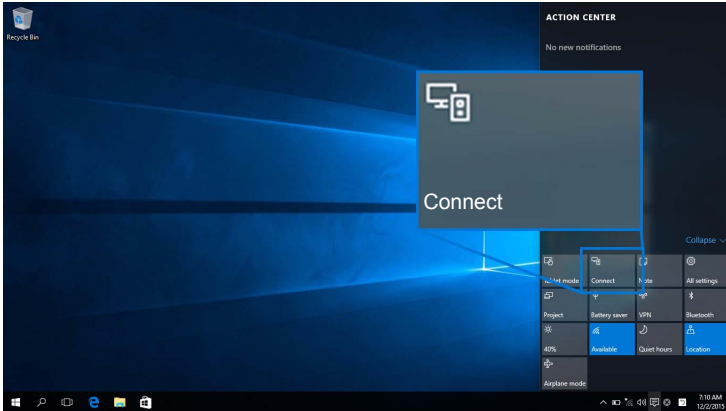 Recycle Bin
ACTION CENTER
No new notifications
Connect
Collapse
Tablet mode
Connect
Note
All settings
Project
Battery saver
VPN
Bluetooth
40%
Available
Quiet hours
Location
Airplane mode
7:10 AM
12/2/2015